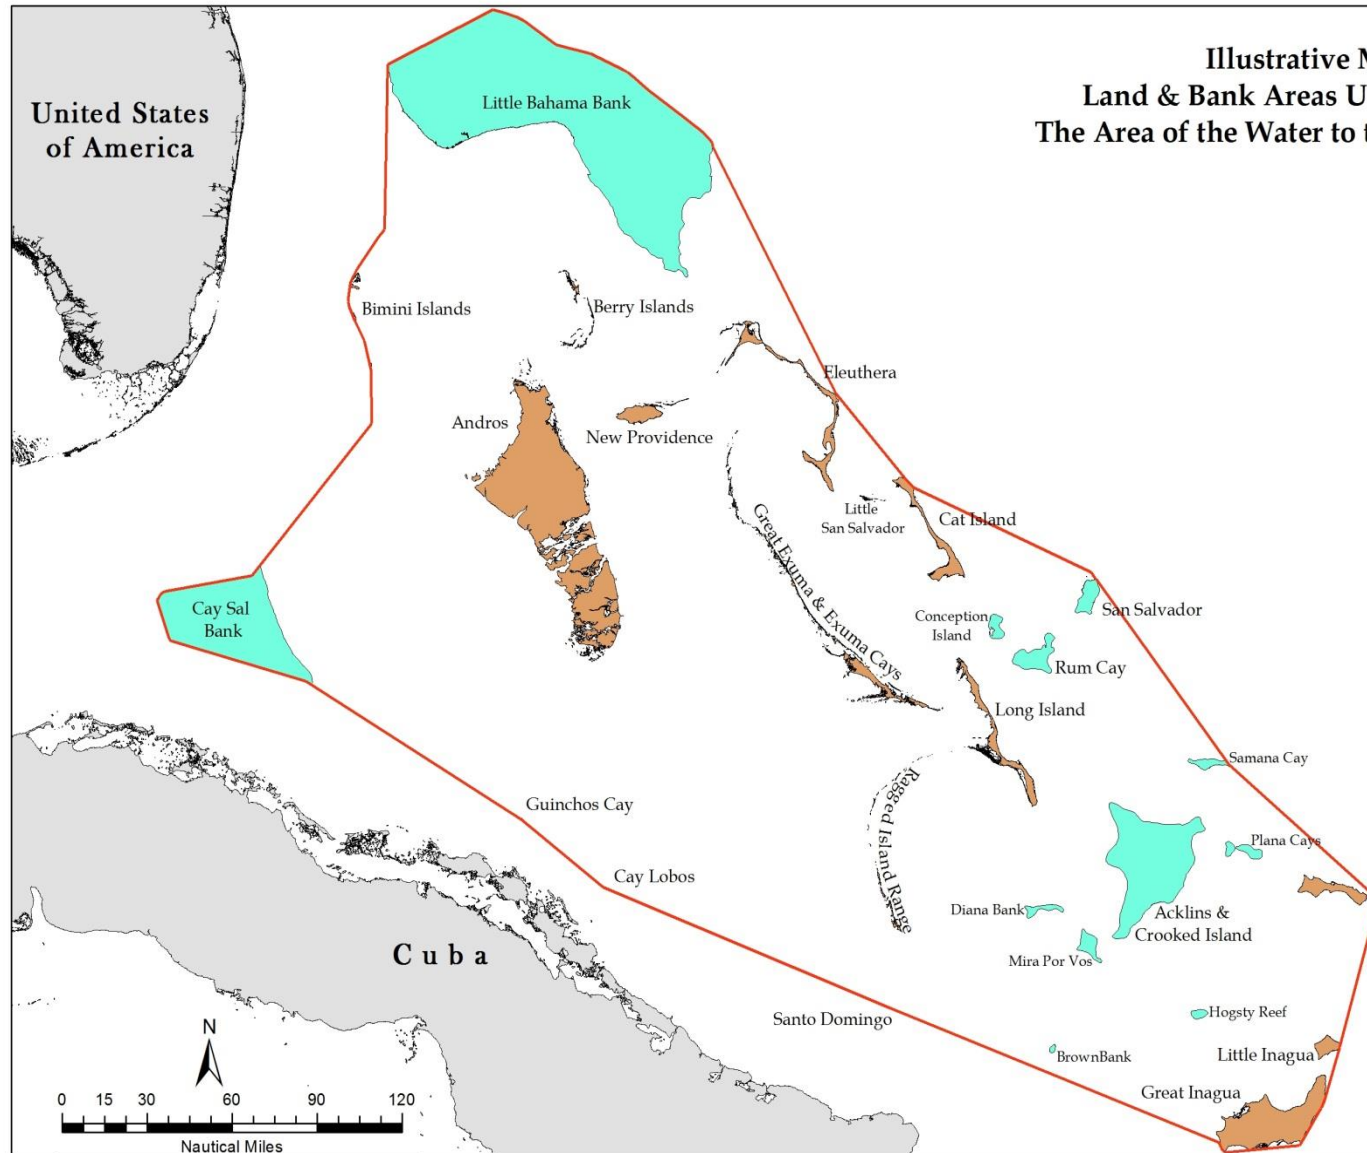 Illustrative M
Land & Bank Areas U
The Area of the Water to t
United States
of America
Little Bahama Bank
Bimini Islands
Berry Islands
Eleuthera
Andros
New Providence
Little
San Salvador
Cat Island
Great Exuma & Exuma Cays
Cay Sal
Bank
Conception
Island
San Salvador
Rum Cay
Long Island
Samana Cay
Ragged Island Range
Guinchos Cay
Plana Cays
Cay Lobos
Diana Bank
Acklins &
Crooked Island
Mira Por Vos
Cuba
Santo Domingo
Hogsty Reef
BrownBank
Little Inagua
Great Inagua
N
0 15 30 60 90 120
Nautical Miles